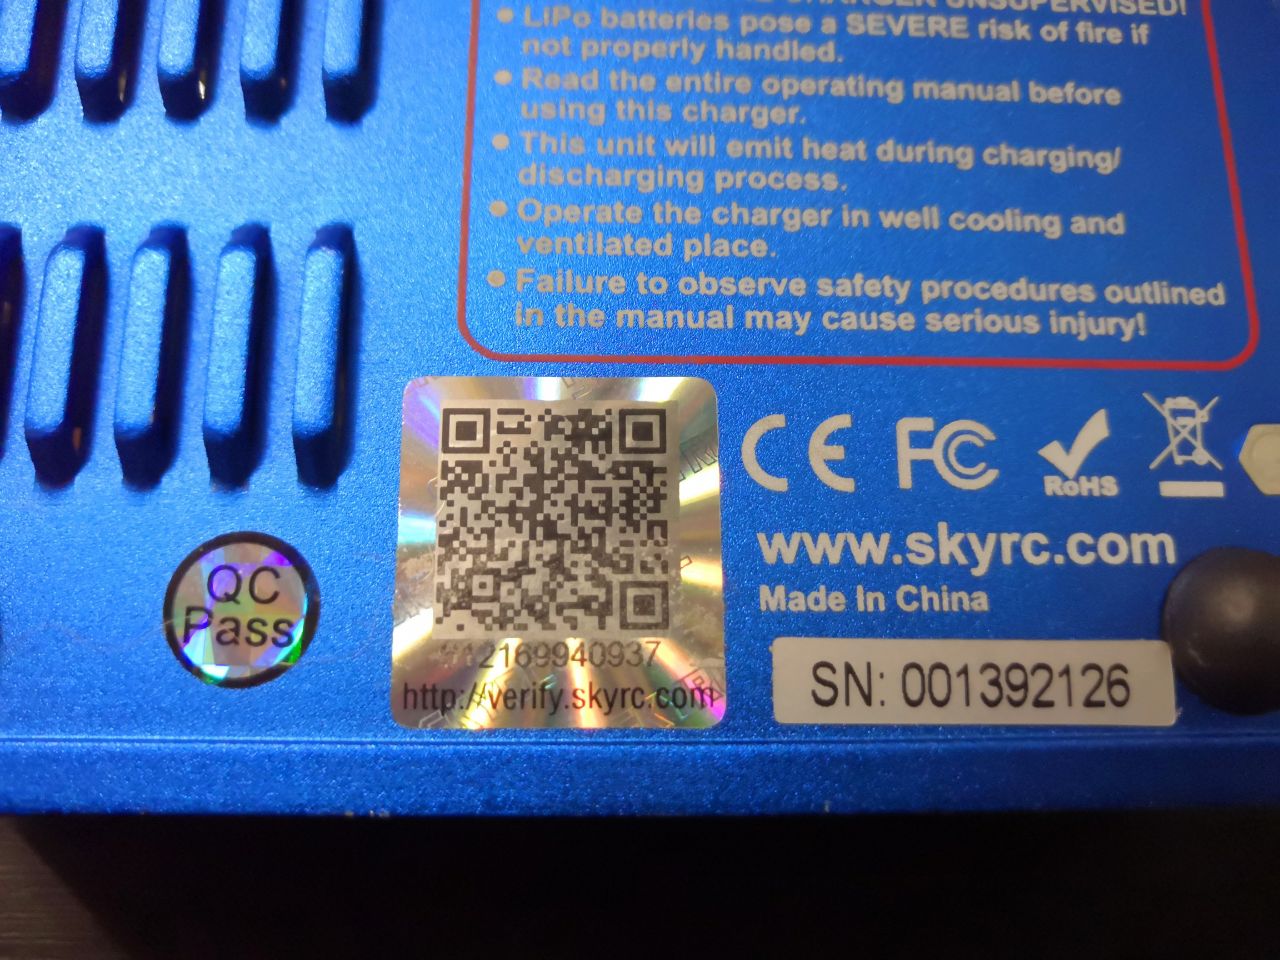 CHARGER UNSUPERVISED!
• LiPo batteries pose a SEVERE risk of fire if
not properly handled.
• Read the entire operating manual before
using this charger.
• This unit will emit heat during charging/
discharging process.
• Operate the charger in well cooling and
ventilated place.
• Failure to observe safety procedures outlined
in the manual may cause serious injury!
CE FC RoHS
www.skyrc.com
Made In China
QC
Pass
#12169940937
http://verify.skyrc.com
SN: 001392126